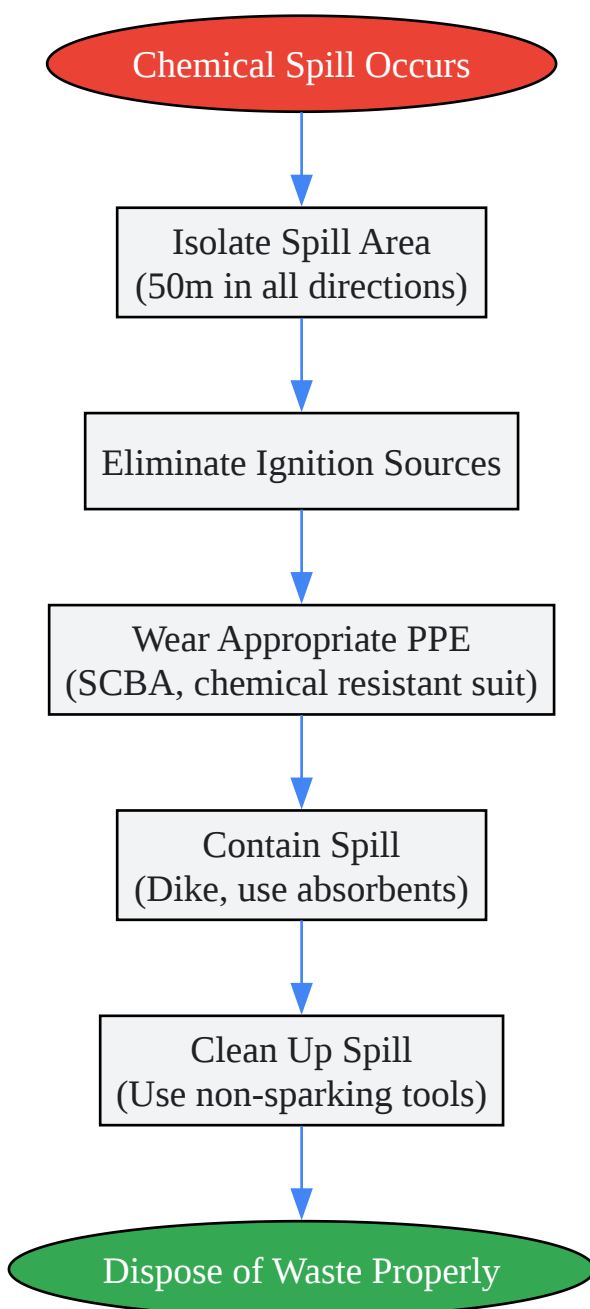 Chemical Spill Occurs
Isolate Spill Area
(50m in all directions)
Eliminate Ignition Sources
Wear Appropriate PPE
(SCBA, chemical resistant suit)
Contain Spill
(Dike, use absorbents)
Clean Up Spill
(Use non-sparking tools)
Dispose of Waste Properly